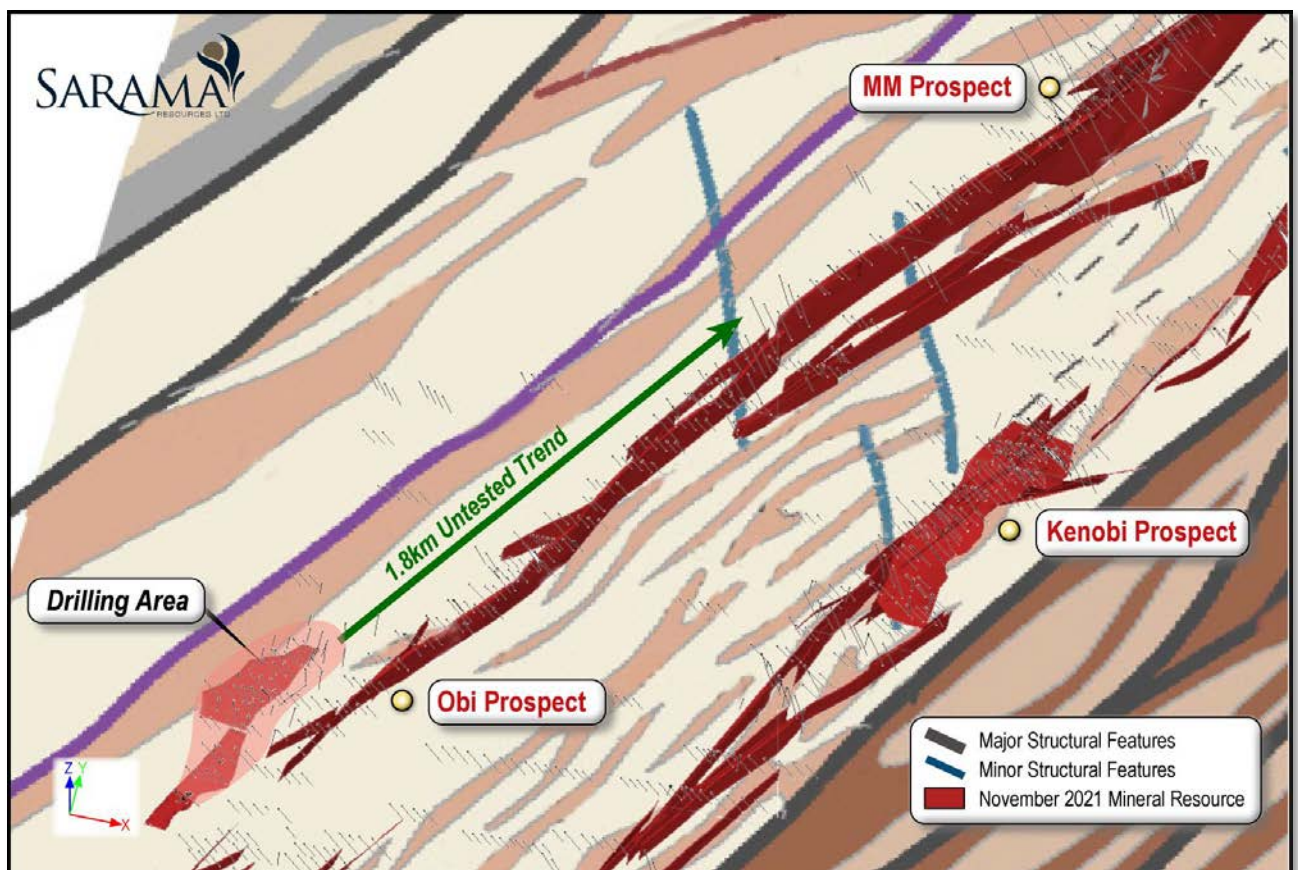 SARAMA
RESOURCES LTD
MM Prospect
1.8km Untested Trend
Kenobi Prospect
Drilling Area
Obi Prospect
Z Y
X
Major Structural Features
Minor Structural Features
November 2021 Mineral Resource